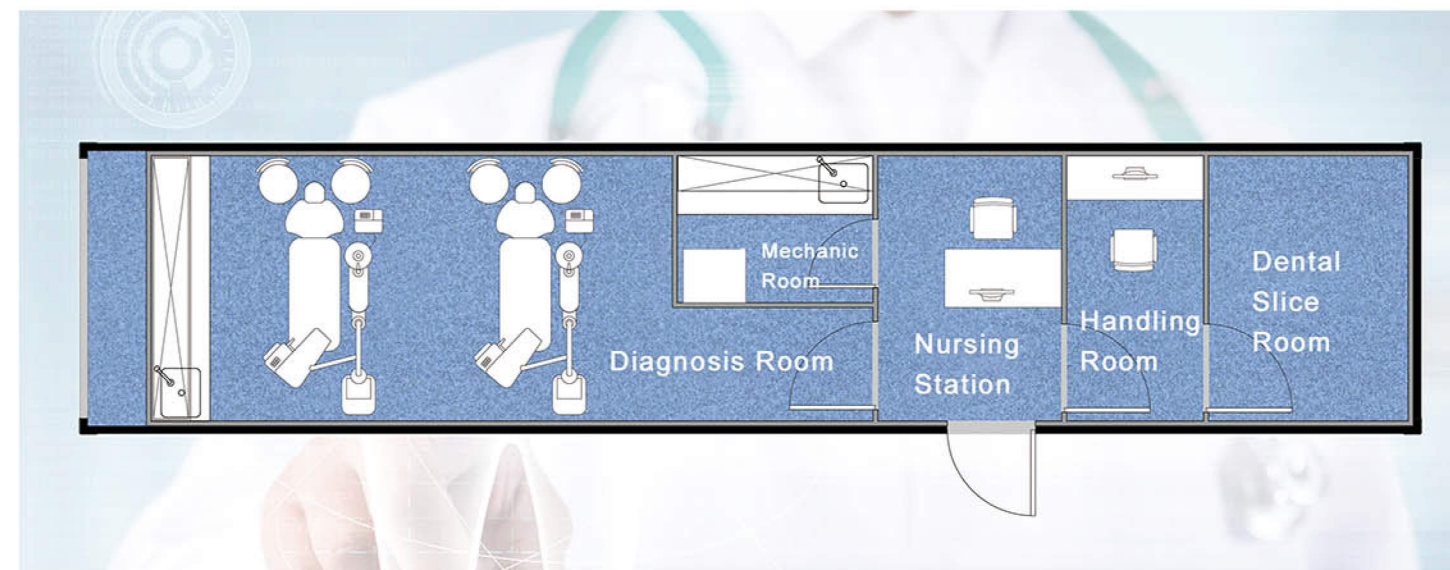 Mechanic
Room
Diagnosis Room
Nursing
Station
Handling
Room
Dental
Slice
Room